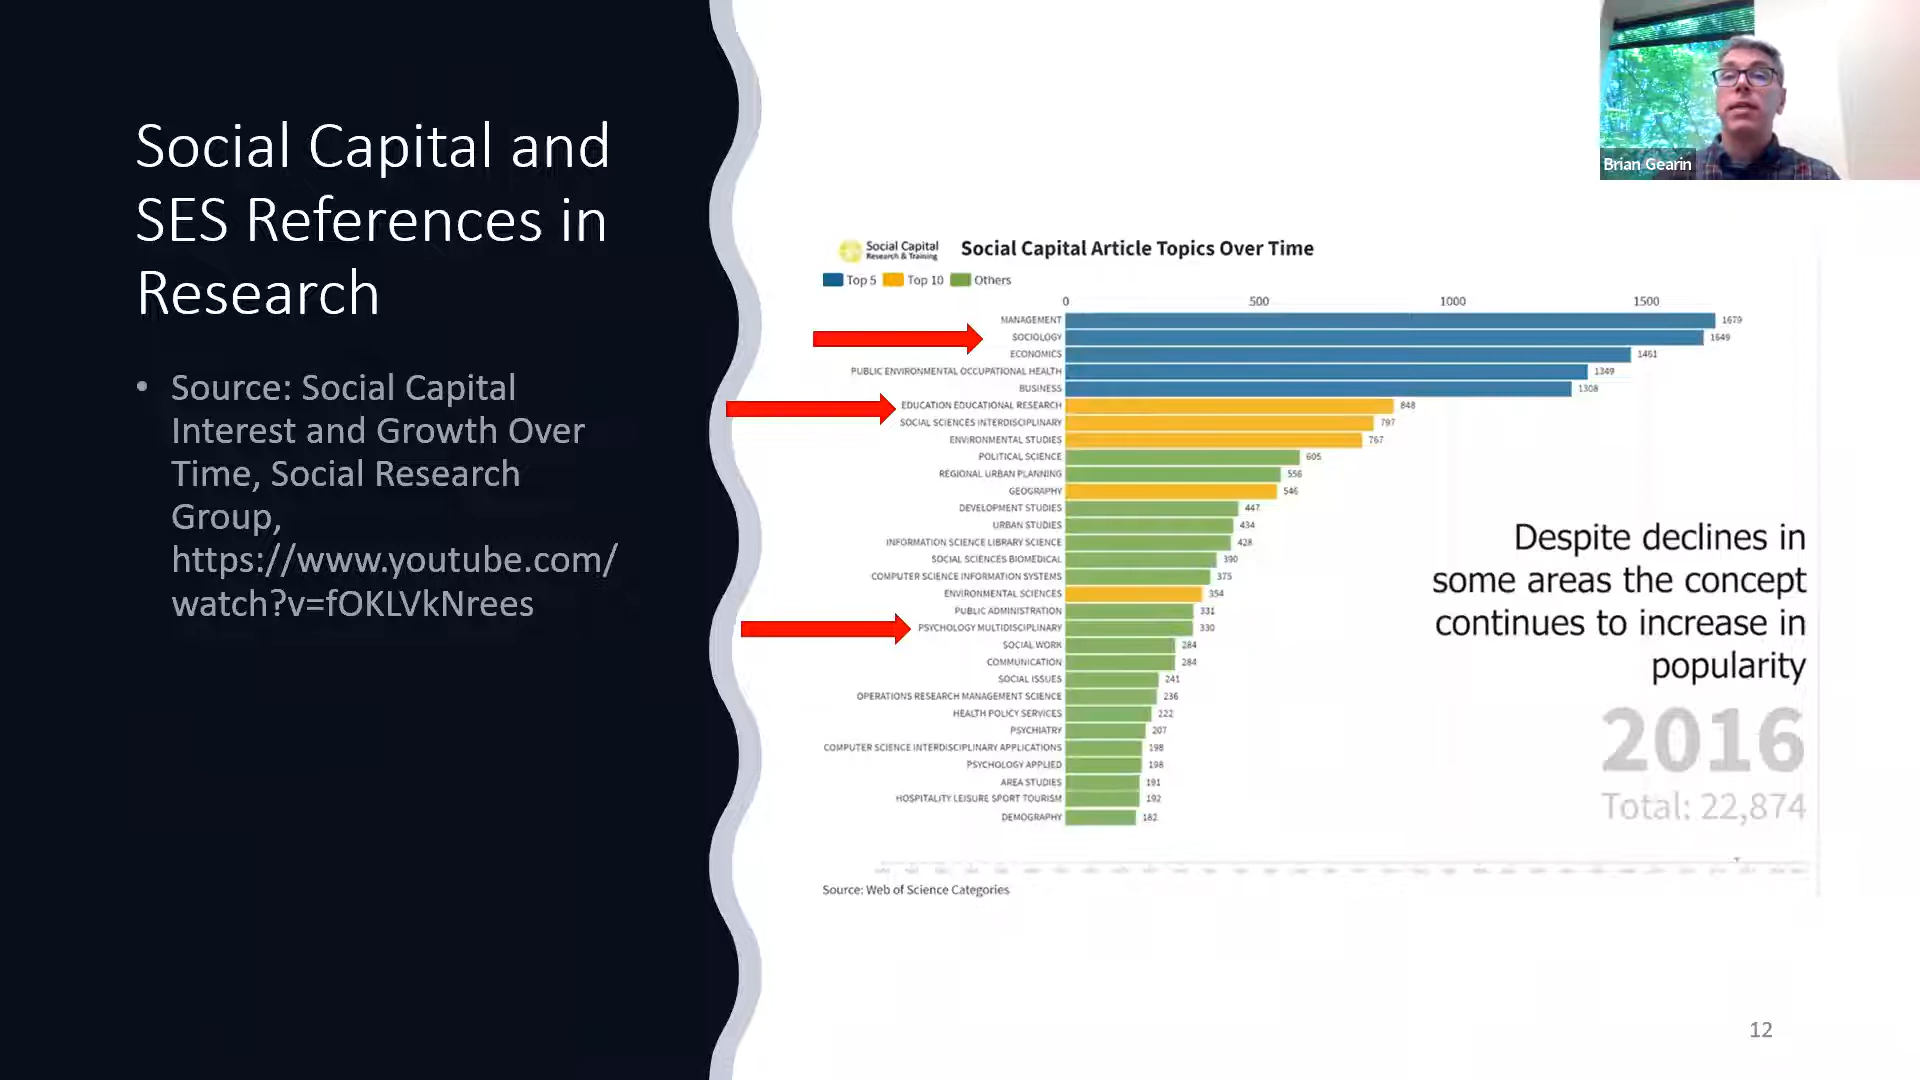 Social Capital and
SES References in
Research
• Source: Social Capital
Interest and Growth Over
Time, Social Research
Group,
https://www.youtube.com/
watch?v=fOKLVkNrees
Brian Gearin
Social Capital
Research & Training
Social Capital Article Topics Over Time
Top 5 Top 10 Others
0 500 1000 1500
MANAGEMENT 1679
SOCIOLOGY 1649
ECONOMICS 1461
PUBLIC ENVIRONMENTAL OCCUPATIONAL HEALTH 1349
BUSINESS 1308
EDUCATION EDUCATIONAL RESEARCH 848
SOCIAL SCIENCES INTERDISCIPLINARY 797
ENVIRONMENTAL STUDIES 767
POLITICAL SCIENCE 605
REGIONAL URBAN PLANNING 556
GEOGRAPHY 546
DEVELOPMENT STUDIES 447
URBAN STUDIES 434
INFORMATION SCIENCE LIBRARY SCIENCE 428
SOCIAL SCIENCES BIOMEDICAL 390
COMPUTER SCIENCE INFORMATION SYSTEMS 375
ENVIRONMENTAL SCIENCES 354
PUBLIC ADMINISTRATION 331
PSYCHOLOGY MULTIDISCIPLINARY 330
SOCIAL WORK 284
COMMUNICATION 284
SOCIAL ISSUES 241
OPERATIONS RESEARCH MANAGEMENT SCIENCE 236
HEALTH POLICY SERVICES 222
PSYCHIATRY 207
COMPUTER SCIENCE INTERDISCIPLINARY APPLICATIONS 198
PSYCHOLOGY APPLIED 198
AREA STUDIES 191
HOSPITALITY LEISURE SPORT TOURISM 192
DEMOGRAPHY 182
Despite declines in
some areas the concept
continues to increase in
popularity
2016
Total: 22,874
Source: Web of Science Categories
12